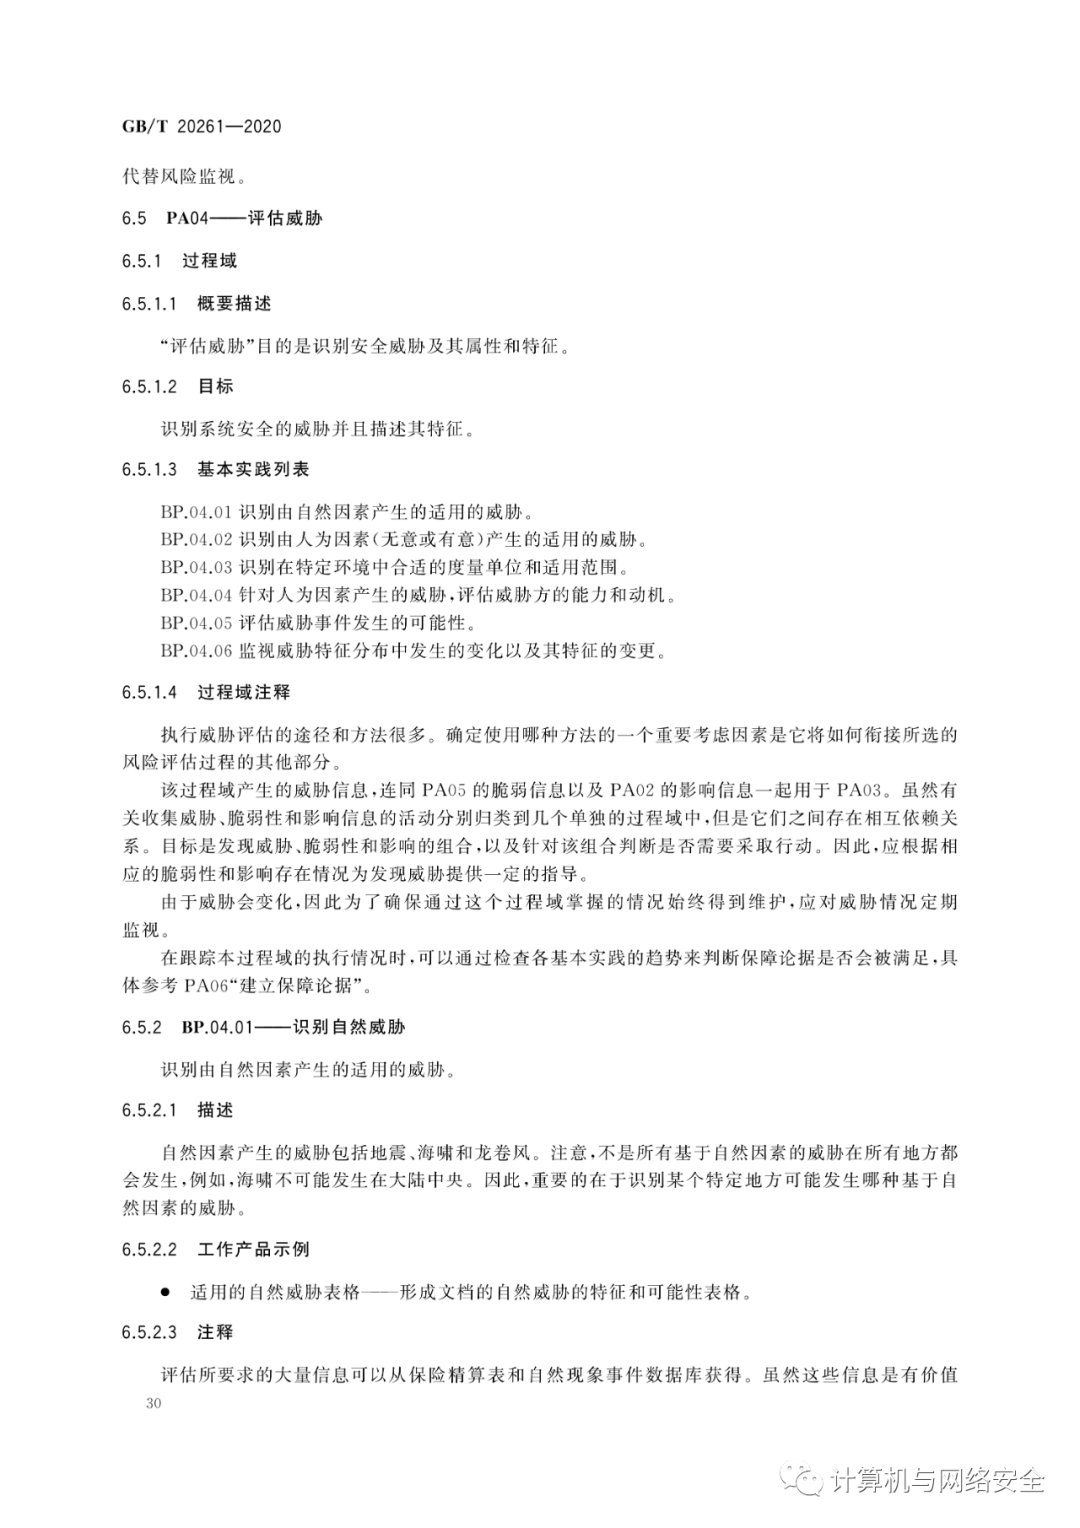 GB/T 20261—2020
代替风险监视。
6.5 PA04——评估威胁
6.5.1 过程域
6.5.1.1 概要描述
“评估威胁”目的是识别安全威胁及其属性和特征。
6.5.1.2 目标
识别系统安全的威胁并且描述其特征。
6.5.1.3 基本实践列表
BP.04.01 识别由自然因素产生的适用的威胁。
BP.04.02 识别由人为因素(无意或有意)产生的适用的威胁。
BP.04.03 识别在特定环境中合适的度量单位和适用范围。
BP.04.04 针对人为因素产生的威胁,评估威胁方的能力和动机。
BP.04.05 评估威胁事件发生的可能性。
BP.04.06 监视威胁特征分布中发生的变化以及其特征的变更。
6.5.1.4 过程域注释
执行威胁评估的途径和方法很多。确定使用哪种方法的一个重要考虑因素是它将如何衔接所选的
风险评估过程的其他部分。
该过程域产生的威胁信息,连同 PA05 的脆弱信息以及 PA02 的影响信息一起用于 PA03。虽然有
关收集威胁、脆弱性和影响信息的活动分别归类到几个单独的过程域中,但是它们之间存在相互依赖关
系。目标是发现威胁、脆弱性和影响的组合,以及针对该组合判断是否需要采取行动。因此,应根据相
应的脆弱性和影响存在情况为发现威胁提供一定的指导。
由于威胁会变化,因此为了确保通过这个过程域掌握的情况始终得到维护,应对威胁情况定期
监视。
在跟踪本过程域的执行情况时,可以通过检查各基本实践的趋势来判断保障论据是否会被满足,具
体参考 PA06“建立保障论据”。
6.5.2 BP.04.01——识别自然威胁
识别由自然因素产生的适用的威胁。
6.5.2.1 描述
自然因素产生的威胁包括地震、海啸和龙卷风。注意,不是所有基于自然因素的威胁在所有地方都
会发生,例如,海啸不可能发生在大陆中央。因此,重要的在于识别某个特定地方可能发生哪种基于自
然因素的威胁。
6.5.2.2 工作产品示例
● 适用的自然威胁表格——形成文档的自然威胁的特征和可能性表格。
6.5.2.3 注释
评估所要求的大量信息可以从保险精算表和自然现象事件数据库获得。虽然这些信息是有价值
30
计算机与网络安全